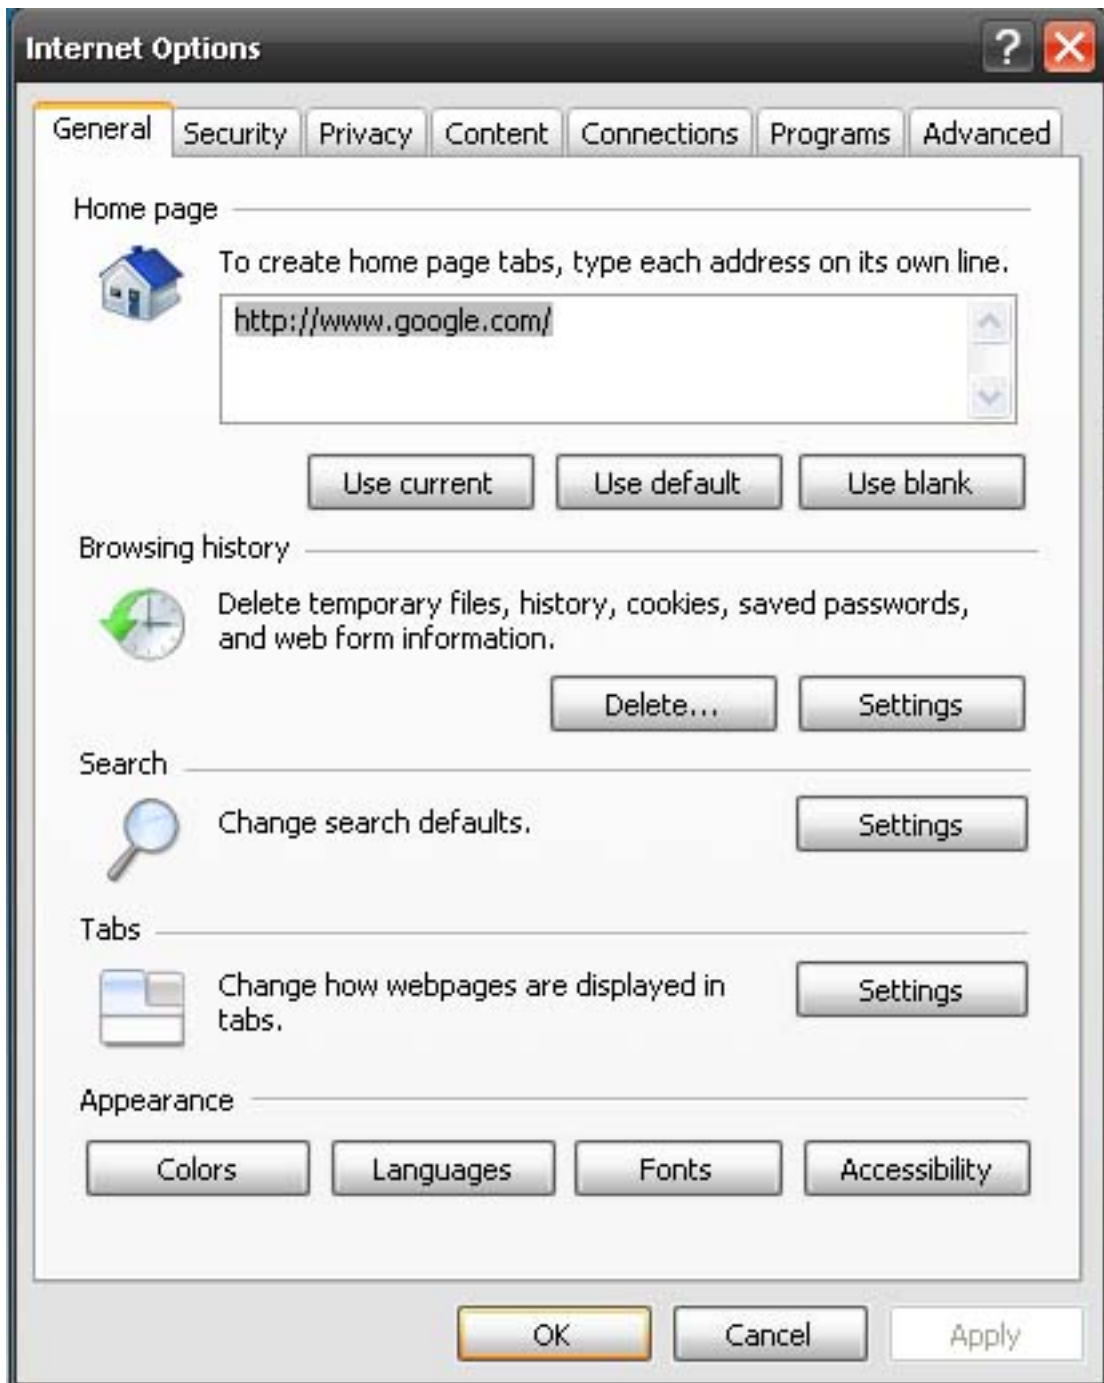 Internet Options
?
General Security Privacy Content Connections Programs Advanced
Home page
To create home page tabs, type each address on its own line.
http://www.google.com/
Use current Use default Use blank
Browsing history
Delete temporary files, history, cookies, saved passwords,
and web form information.
Delete... Settings
Search
Change search defaults.
Settings
Tabs
Change how webpages are displayed in
tabs.
Settings
Appearance
Colors Languages Fonts Accessibility
OK Cancel Apply